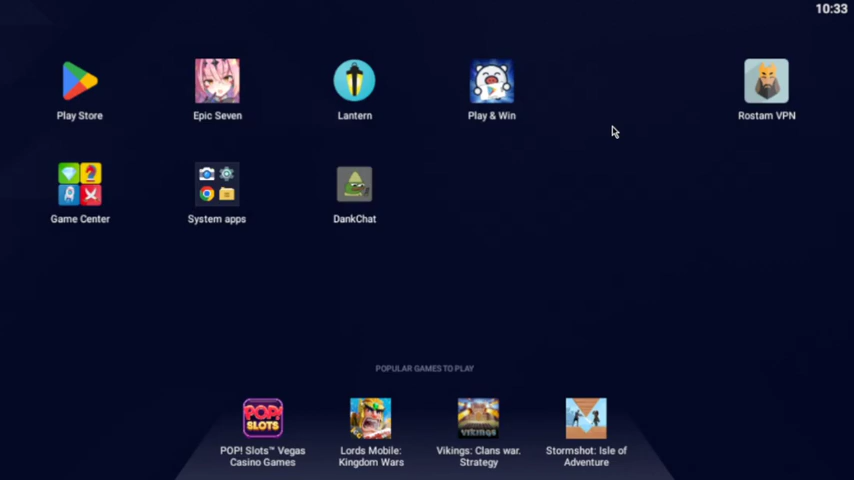 10:33
Play Store
Epic Seven
Lantern
Play & Win
Rostam VPN
Game Center
System apps
DankChat
POPULAR GAMES TO PLAY
POP!
SLOTS
VIKINGS
POP! Slots™ Vegas
Casino Games
Lords Mobile:
Kingdom Wars
Vikings: Clans war.
Strategy
Stormshot: Isle of
Adventure